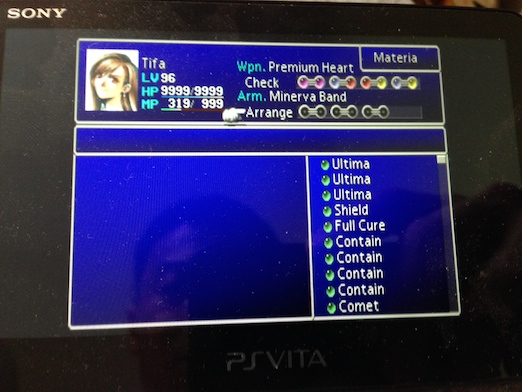 SONY
Materia
Tifa
LV 96
HP 9999/9999
MP 319/ 999
Wpn. Premium Heart
Check
Arm. Minerva Band
Arrange
Ultima
Ultima
Ultima
Shield
Full Cure
Contain
Contain
Contain
Contain
Comet
PSVITA